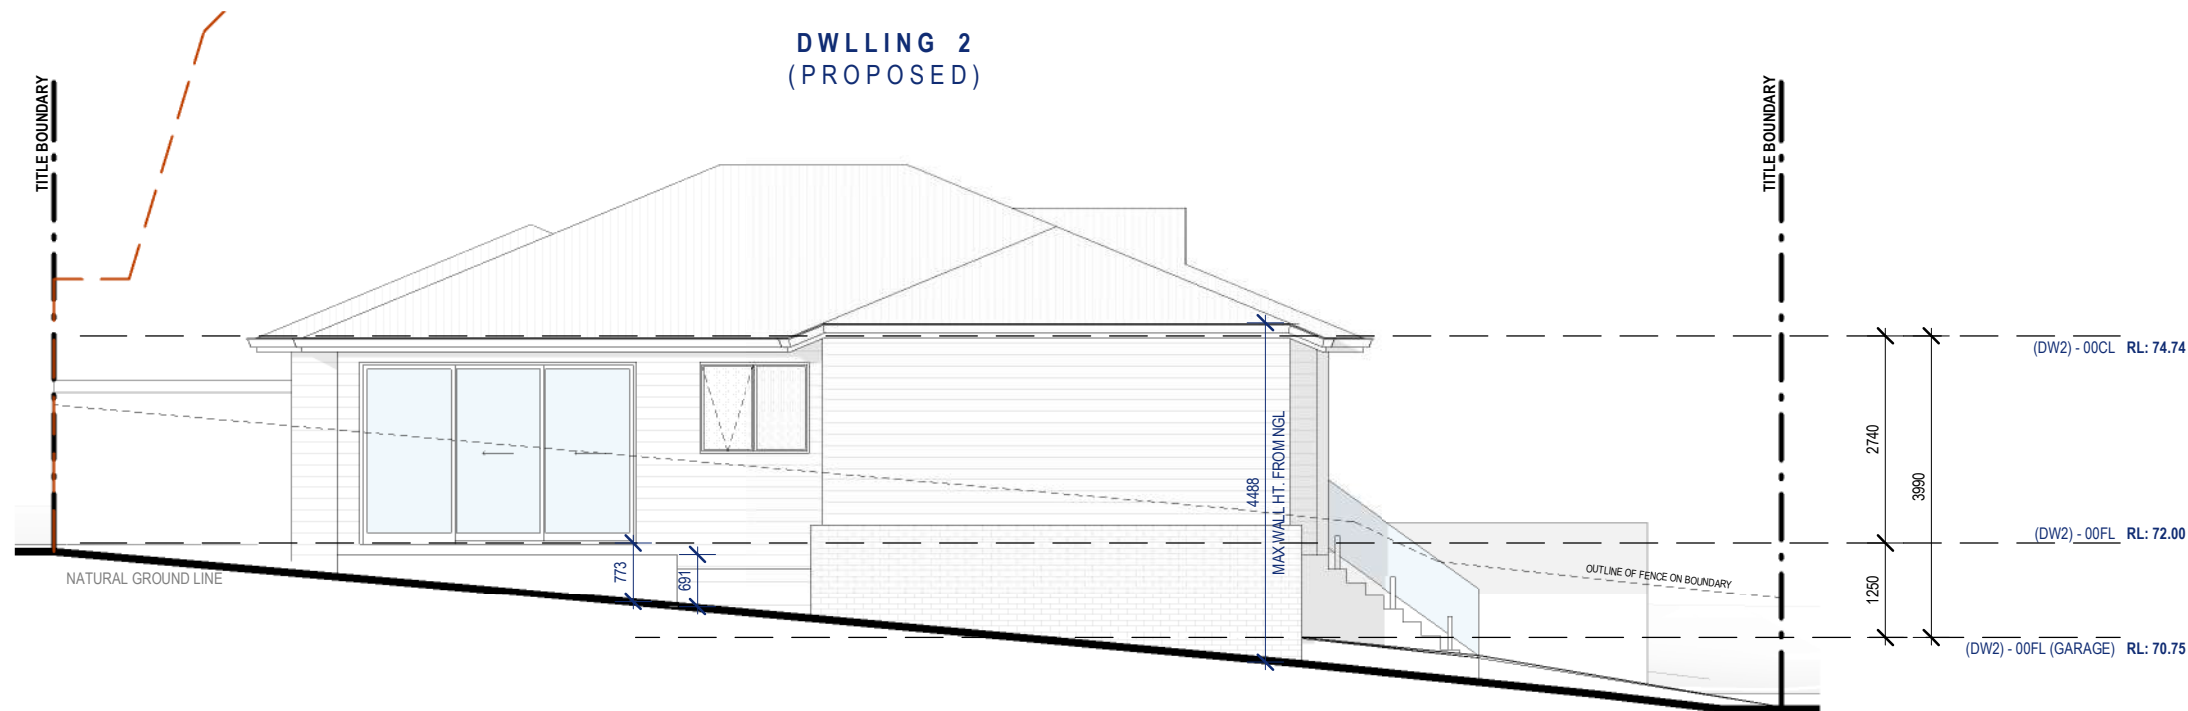 DWLLING 2
(PROPOSED)
TITLE BOUNDARY
TITLE BOUNDARY
(DW2) - 00CL RL: 74.74
2740
3990
4488
MAX WALL HT. FROM NGL
(DW2) - 00FL RL: 72.00
NATURAL GROUND LINE
773
691
OUTLINE OF FENCE ON BOUNDARY
1250
(DW2) - 00FL (GARAGE) RL: 70.75